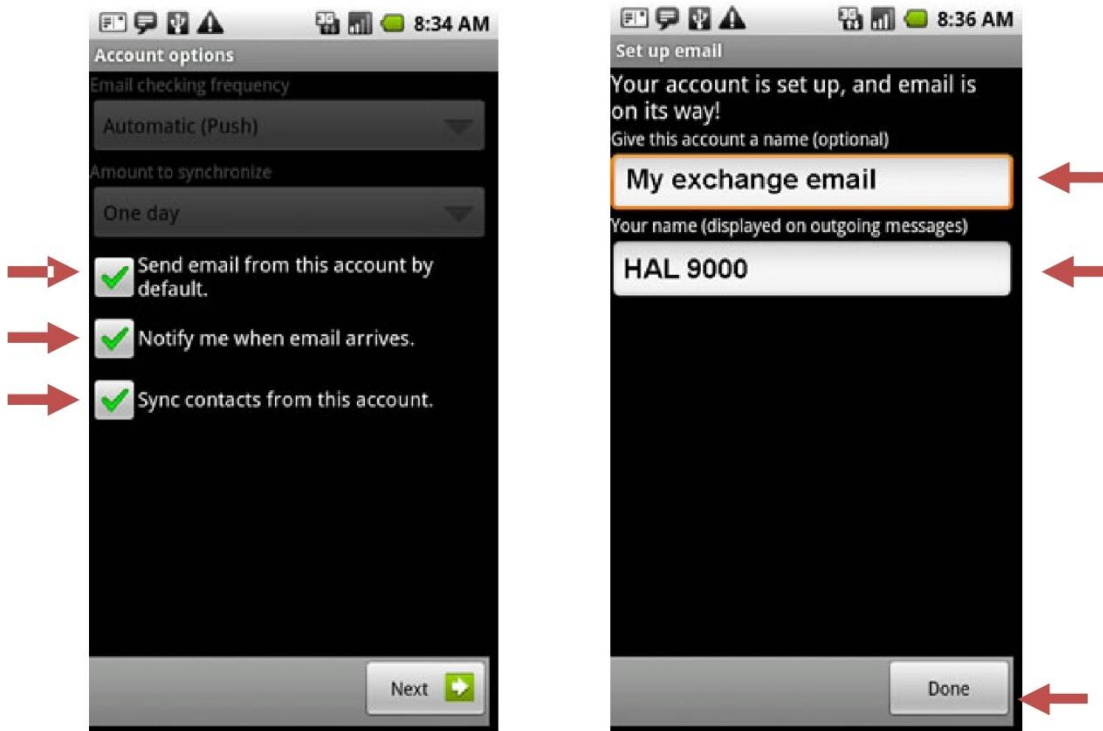 8:34 AM
Account options
Email checking frequency
Automatic (Push)
Amount to synchronize
One day
Send email from this account by
default.
Notify me when email arrives.
Sync contacts from this account.
Next
8:36 AM
Set up email
Your account is set up, and email is
on its way!
Give this account a name (optional)
My exchange email
Your name (displayed on outgoing messages)
HAL 9000
Done